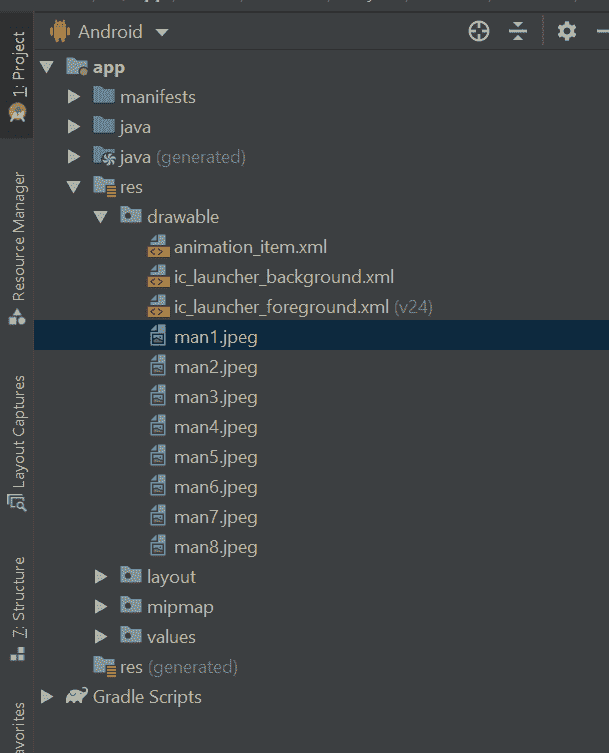 Android
app
manifests
java
java (generated)
res
drawable
animation_item.xml
ic_launcher_background.xml
ic_launcher_foreground.xml (v24)
man1.jpeg
man2.jpeg
man3.jpeg
man4.jpeg
man5.jpeg
man6.jpeg
man7.jpeg
man8.jpeg
layout
mipmap
values
res (generated)
Gradle Scripts
1: Project
Resource Manager
Layout Captures
7: Structure
avorites